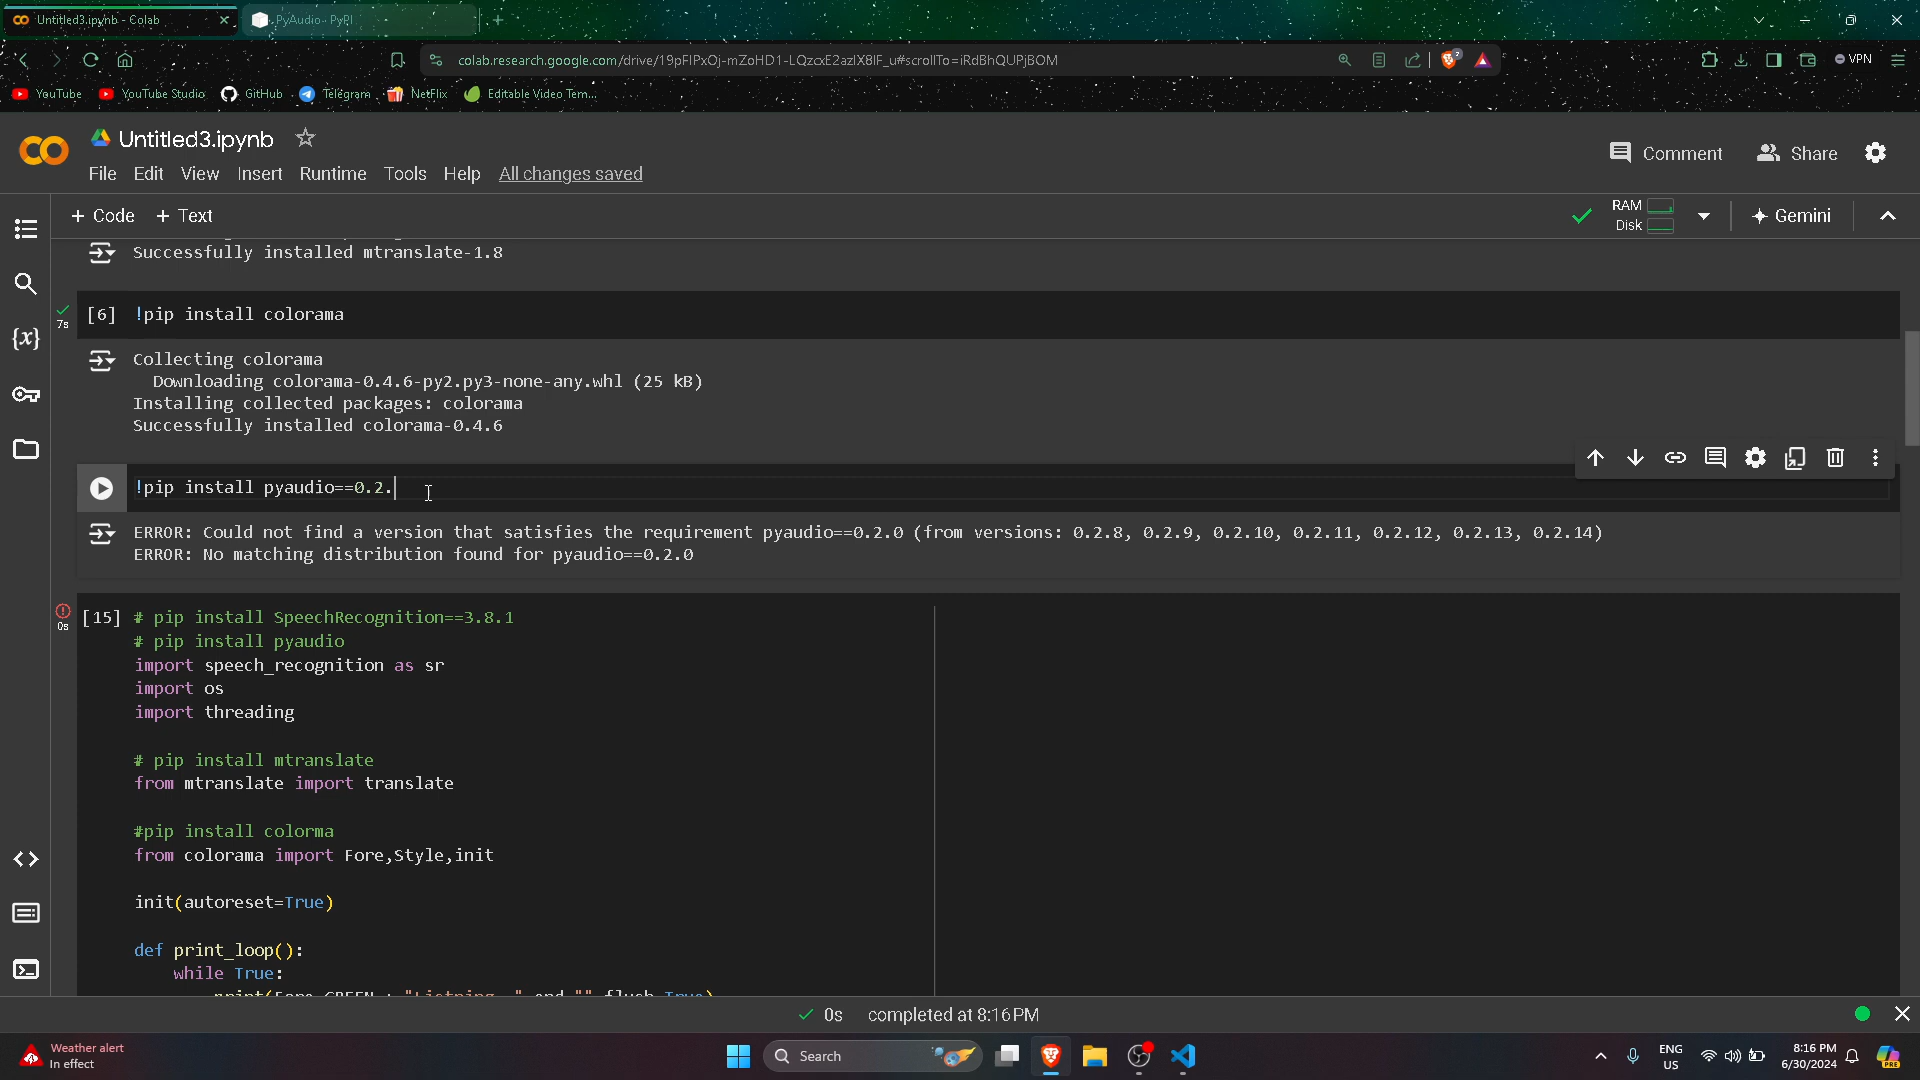 Untitled3.ipynb - Colab
PyAudio · PyPI
colab.research.google.com/drive/19pFIPxOj-mZoHD1-LQzcxE2azIX8IF_u#scrollTo=iRdBhQUPjBOM
2
VPN
YouTube
YouTube Studio
GitHub
Telegram
NetFlix
Editable Video Tem...
Untitled3.ipynb
Comment
Share
File Edit View Insert Runtime Tools Help All changes saved
+ Code + Text
RAM
Disk
Gemini
Successfully installed mtranslate-1.8
7s
[6] !pip install colorama
Collecting colorama
Downloading colorama-0.4.6-py2.py3-none-any.whl (25 kB)
Installing collected packages: colorama
Successfully installed colorama-0.4.6
!pip install pyaudio==0.2.
ERROR: Could not find a version that satisfies the requirement pyaudio==0.2.0 (from versions: 0.2.8, 0.2.9, 0.2.10, 0.2.11, 0.2.12, 0.2.13, 0.2.14)
ERROR: No matching distribution found for pyaudio==0.2.0
0s
[15] # pip install SpeechRecognition==3.8.1
# pip install pyaudio
import speech_recognition as sr
import os
import threading
# pip install mtranslate
from mtranslate import translate
#pip install colorma
from colorama import Fore,Style,init
init(autoreset=True)
def print_loop():
while True:
0s completed at 8:16 PM
Weather alert
In effect
Search
ENG
US
8:16 PM
6/30/2024
PRE